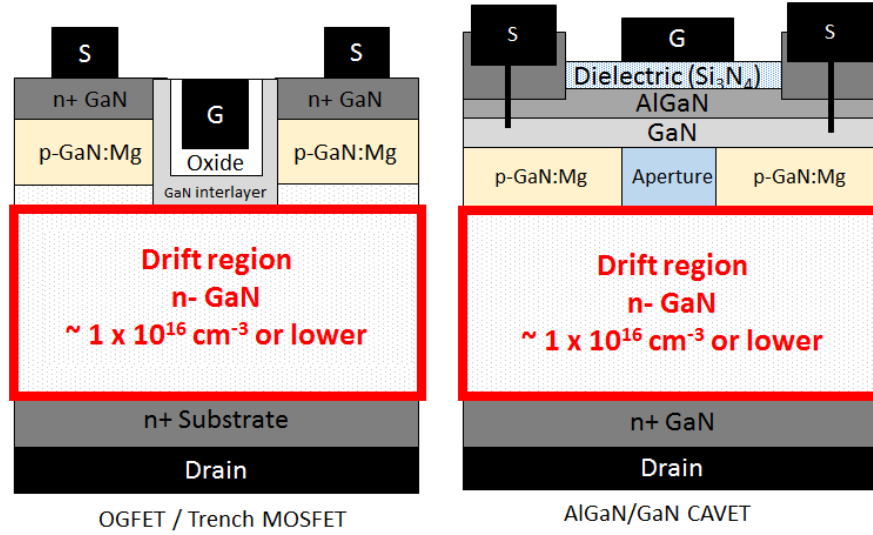 S
S
n+ GaN
G
n+ GaN
p-GaN:Mg
Oxide
p-GaN:Mg
GaN interlayer
Drift region
n- GaN
~ 1 x 10¹⁶ cm⁻³ or lower
n+ Substrate
Drain
OGFET / Trench MOSFET
S
G
S
Dielectric (Si₃N₄)
AlGaN
GaN
p-GaN:Mg
Aperture
p-GaN:Mg
Drift region
n- GaN
~ 1 x 10¹⁶ cm⁻³ or lower
n+ GaN
Drain
AlGaN/GaN CAVET